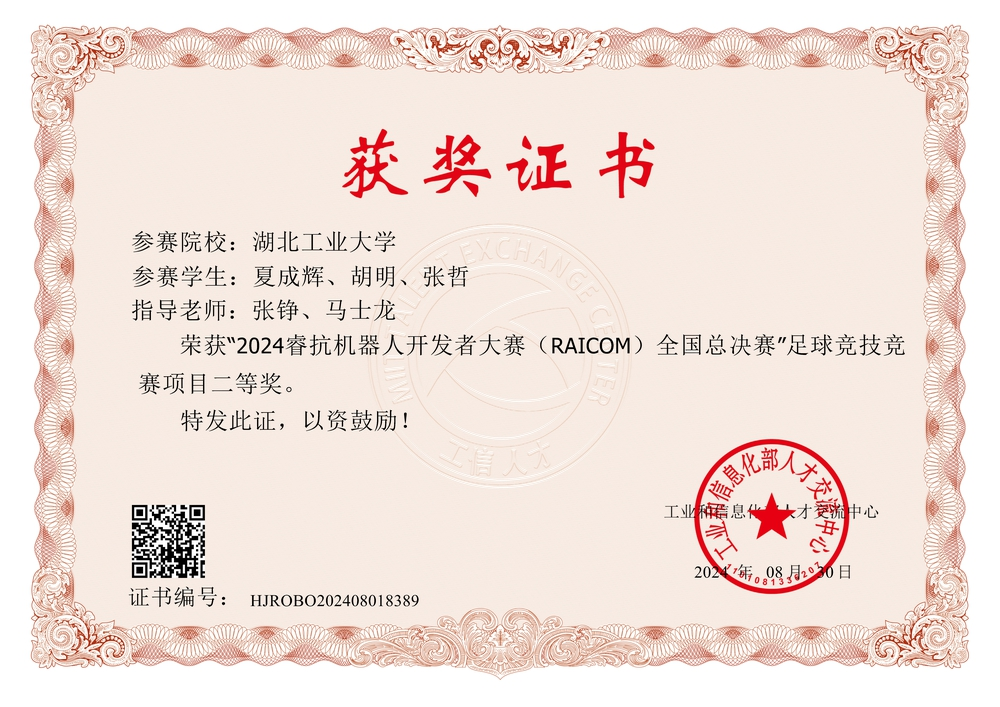 获奖证书
参赛院校：湖北工业大学
参赛学生：夏成辉、胡明、张哲
指导老师：张铮、马士龙
荣获“2024睿抗机器人开发者大赛（RAICOM）全国总决赛”足球竞技竞
赛项目二等奖。
特发此证，以资鼓励！
MIIT TALENT EXCHANGE CENTER
工信人才
工业和信息化部人才交流中心
工业和信息化部人才交流中心
2024 年 08 月 30 日
证书编号： HJROBO202408018389